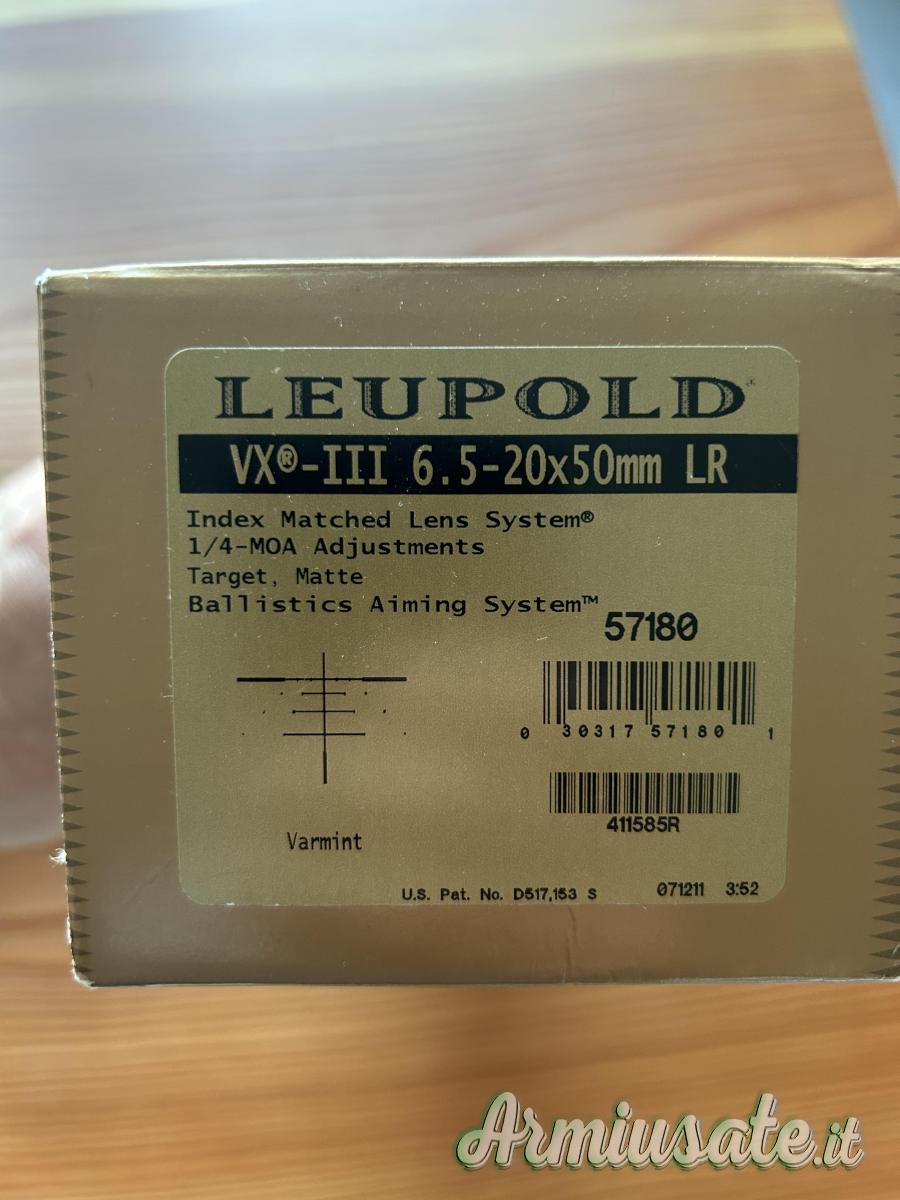 LEUPOLD
VX®-III 6.5-20x50mm LR
Index Matched Lens System®
1/4-MOA Adjustments
Target, Matte
Ballistics Aiming System™
57180
0 30317 57180 1
411585R
Varmint
U.S. Pat. No. D517,153 S
071211 3:52
Armiusate.it